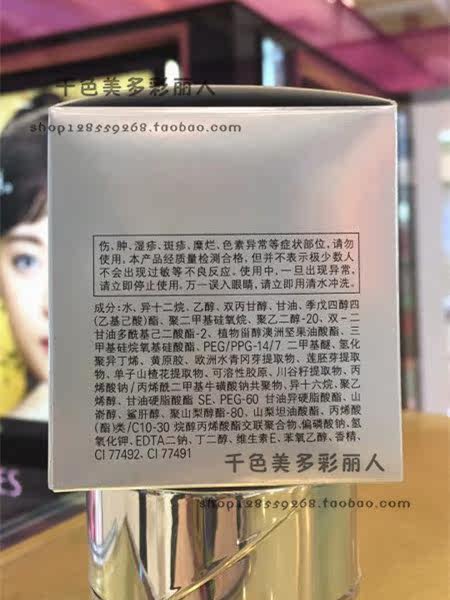 千色美多彩丽人
shop128559268.taobao.com
伤、肿、湿疹、斑疹、糜烂、色素异常等症状部位，请勿
使用。本产品经质量检测合格，但并不表示极少数人
不会出现过敏等不良反应。使用中，一旦出现异常，
请立即停止使用。万一误入眼睛，请立即用清水冲洗。
成分：水、异十二烷、乙醇、双丙甘醇、甘油、季戊四醇四
(乙基己酸)酯、聚二甲基硅氧烷、聚乙二醇-20、双-二
甘油多酰基己二酸酯-2、植物甾醇澳洲坚果油酸酯、三
甲基硅烷氧基硅酸酯、PEG/PPG-14/7 二甲基醚、氢化
聚异丁烯、黄原胶、欧洲水青冈芽提取物、莲胚芽提取
物、单子山楂花提取物、可溶性胶原、川谷籽提取物、丙
烯酸钠/丙烯酰二甲基牛磺酸钠共聚物、异十六烷、聚乙
烯醇、甘油硬脂酸酯 SE、PEG-60 甘油异硬脂酸酯、山
嵛醇、鲨肝醇、聚山梨醇酯-80、山梨坦油酸酯、丙烯酸
(酯)类/C10-30 烷醇丙烯酸酯交联聚合物、偏磷酸钠、氢
氧化钾、EDTA二钠、丁二醇、维生素E、苯氧乙醇、香精、
CI 77492、CI 77491
千色美多彩丽人
shop128559268.taobao.com